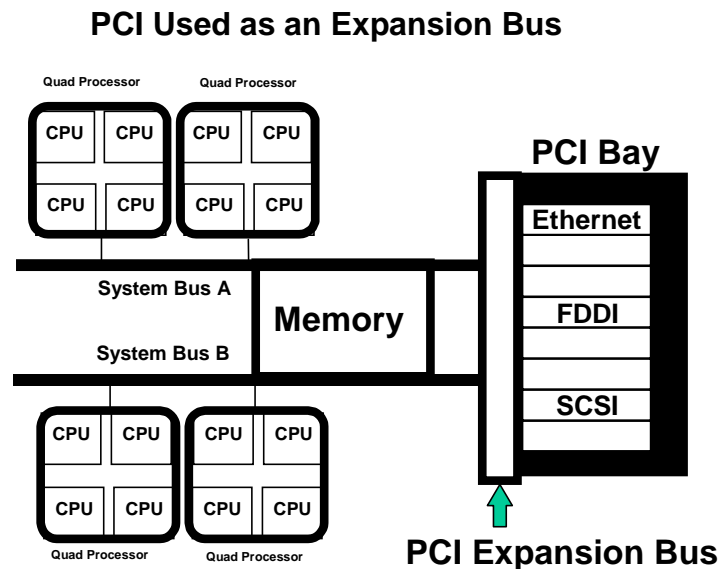 PCI Used as an Expansion Bus
Quad Processor
Quad Processor
CPU CPU
CPU CPU
CPU CPU
CPU CPU
PCI Bay
Ethernet
FDDI
SCSI
System Bus A
Memory
System Bus B
CPU CPU
CPU CPU
CPU CPU
CPU CPU
Quad Processor
Quad Processor
PCI Expansion Bus